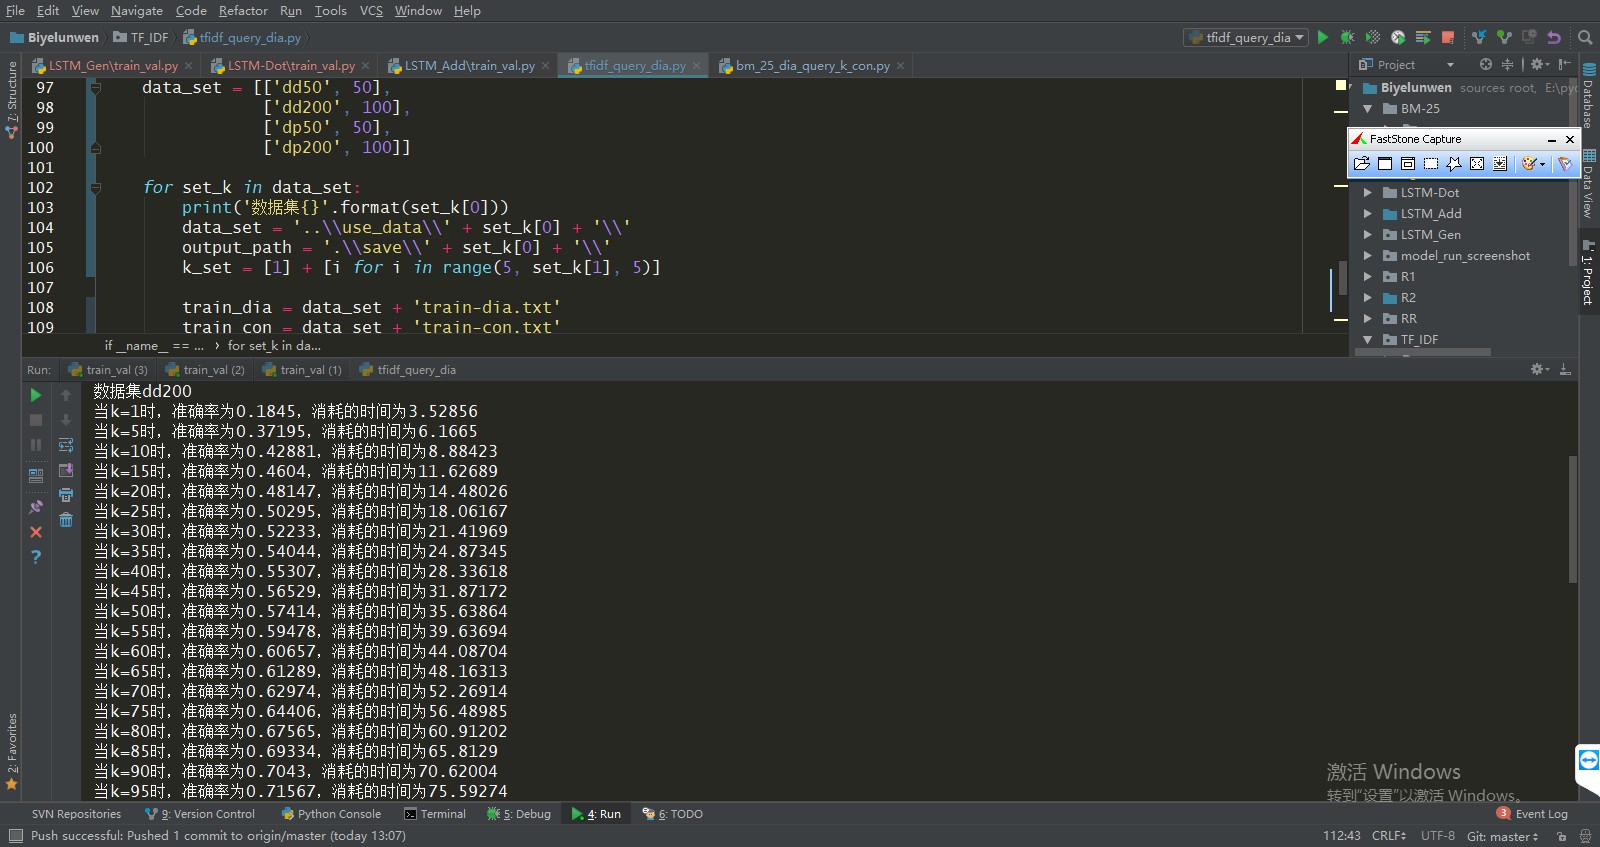 File Edit View Navigate Code Refactor Run Tools VCS Window Help
Biyelunwen TF_IDF tfidf_query_dia.py
tfidf_query_dia
LSTM_Gen\train_val.py LSTM-Dot\train_val.py LSTM_Add\train_val.py tfidf_query_dia.py bm_25_dia_query_k_con.py
Project
7: Structure
97 data_set = [['dd50', 50],
98 ['dd200', 100],
99 ['dp50', 50],
100 ['dp200', 100]]
101
102 for set_k in data_set:
103 print('数据集{}'.format(set_k[0]))
104 data_set = '..\\use_data\\' + set_k[0] + '\\'
105 output_path = '.\\save\\' + set_k[0] + '\\'
106 k_set = [1] + [i for i in range(5, set_k[1], 5)]
107
108 train_dia = data_set + 'train-dia.txt'
109 train_con = data_set + 'train-con.txt'
if __name__ == ... › for set_k in da...
Biyelunwen sources root, E:\pyc
BM-25
FastStone Capture
LSTM-Dot
LSTM_Add
LSTM_Gen
model_run_screenshot
R1
R2
RR
TF_IDF
Database
Data View
1: Project
Run: train_val (3) train_val (2) train_val (1) tfidf_query_dia
数据集dd200
当k=1时，准确率为0.1845，消耗的时间为3.52856
当k=5时，准确率为0.37195，消耗的时间为6.1665
当k=10时，准确率为0.42881，消耗的时间为8.88423
当k=15时，准确率为0.4604，消耗的时间为11.62689
当k=20时，准确率为0.48147，消耗的时间为14.48026
当k=25时，准确率为0.50295，消耗的时间为18.06167
当k=30时，准确率为0.52233，消耗的时间为21.41969
当k=35时，准确率为0.54044，消耗的时间为24.87345
当k=40时，准确率为0.55307，消耗的时间为28.33618
当k=45时，准确率为0.56529，消耗的时间为31.87172
当k=50时，准确率为0.57414，消耗的时间为35.63864
当k=55时，准确率为0.59478，消耗的时间为39.63694
当k=60时，准确率为0.60657，消耗的时间为44.08704
当k=65时，准确率为0.61289，消耗的时间为48.16313
当k=70时，准确率为0.62974，消耗的时间为52.26914
当k=75时，准确率为0.64406，消耗的时间为56.48985
当k=80时，准确率为0.67565，消耗的时间为60.91202
当k=85时，准确率为0.69334，消耗的时间为65.8129
当k=90时，准确率为0.7043，消耗的时间为70.62004
当k=95时，准确率为0.71567，消耗的时间为75.59274
2: Favorites
激活 Windows
转到"设置"以激活 Windows。
SVN Repositories 9: Version Control Python Console Terminal 5: Debug 4: Run 6: TODO 3 Event Log
Push successful: Pushed 1 commit to origin/master (today 13:07) 112:43 CRLF UTF-8 Git: master